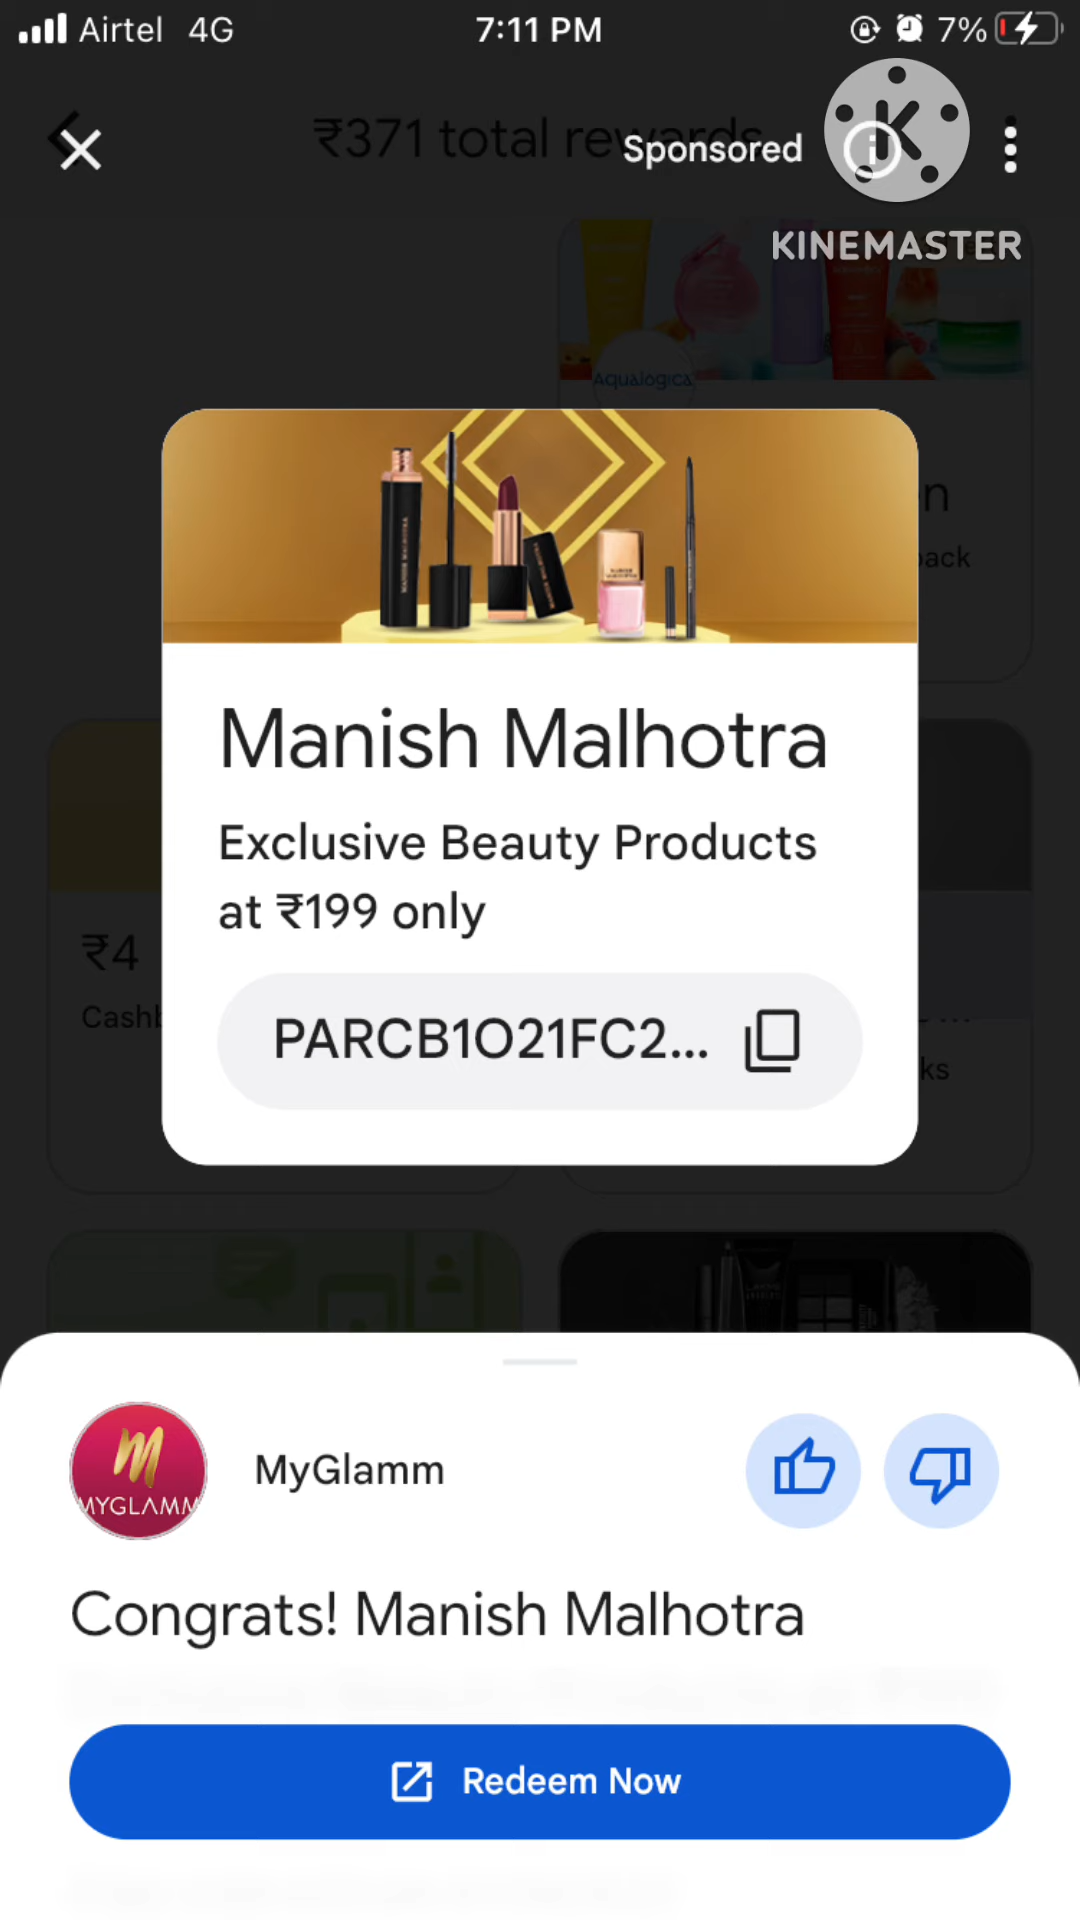 Airtel 4G 7:11 PM 7%
₹371 total rewards
Sponsored
KINEMASTER
Aqualogica
Manish Malhotra
Exclusive Beauty Products
at ₹199 only
₹4
PARCB1O21FC2...
MYGLAMM
MyGlamm
Congrats! Manish Malhotra
Redeem Now